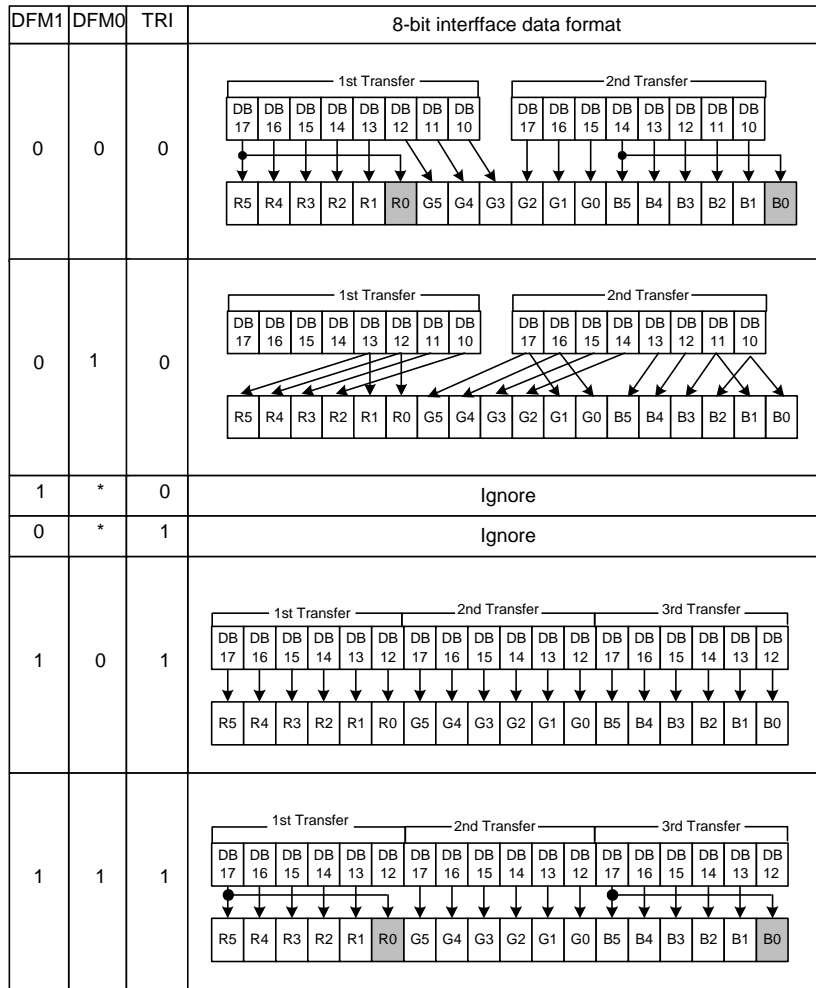 DFM1 DFM0 TRI 8-bit interfface data format
0 0 0
1st Transfer 2nd Transfer
DB DB DB DB DB DB DB DB DB DB DB DB DB DB DB DB
17 16 15 14 13 12 11 10 17 16 15 14 13 12 11 10
R5 R4 R3 R2 R1 R0 G5 G4 G3 G2 G1 G0 B5 B4 B3 B2 B1 B0
0 1 0
1st Transfer 2nd Transfer
DB DB DB DB DB DB DB DB DB DB DB DB DB DB DB DB
17 16 15 14 13 12 11 10 17 16 15 14 13 12 11 10
R5 R4 R3 R2 R1 R0 G5 G4 G3 G2 G1 G0 B5 B4 B3 B2 B1 B0
1 * 0 Ignore
0 * 1 Ignore
1 0 1
1st Transfer 2nd Transfer 3rd Transfer
DB DB DB DB DB DB DB DB DB DB DB DB DB DB DB DB DB DB
17 16 15 14 13 12 17 16 15 14 13 12 17 16 15 14 13 12
R5 R4 R3 R2 R1 R0 G5 G4 G3 G2 G1 G0 B5 B4 B3 B2 B1 B0
1 1 1
1st Transfer 2nd Transfer 3rd Transfer
DB DB DB DB DB DB DB DB DB DB DB DB DB DB DB DB DB DB
17 16 15 14 13 12 17 16 15 14 13 12 17 16 15 14 13 12
R5 R4 R3 R2 R1 R0 G5 G4 G3 G2 G1 G0 B5 B4 B3 B2 B1 B0